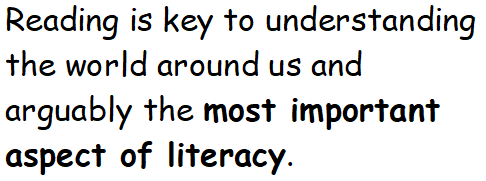 Reading is key to understanding
the world around us and
arguably the most important
aspect of literacy.